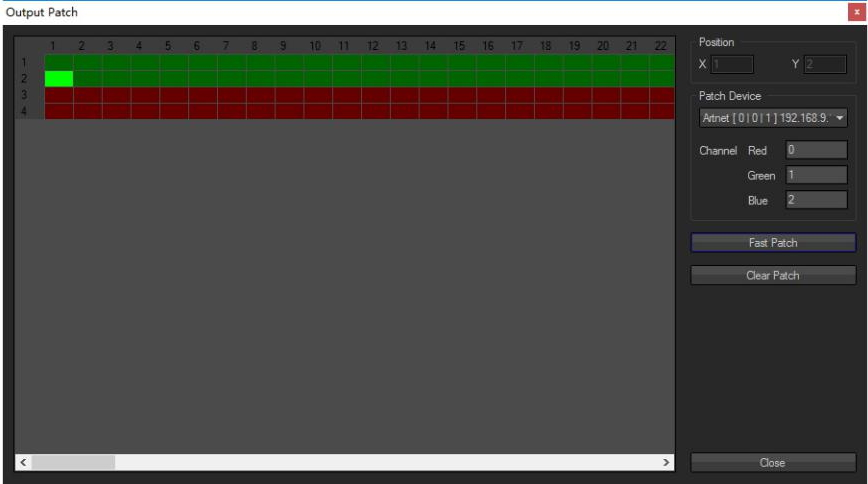 Output Patch
x
1 2 3 4 5 6 7 8 9 10 11 12 13 14 15 16 17 18 19 20 21 22
1
2
3
4
Position
X 1 Y 2
Patch Device
Artnet [ 0 | 0 | 1 ] 192.168.9.
Channel Red 0
Green 1
Blue 2
Fast Patch
Clear Patch
Close